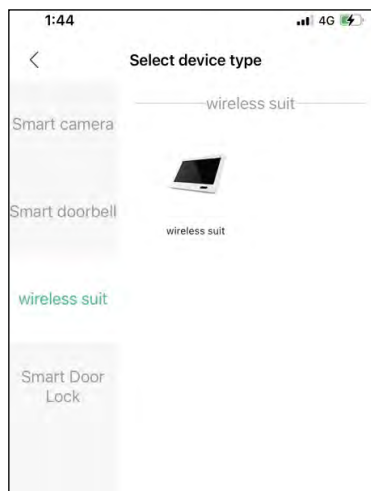 1:44
4G
Select device type
Smart camera
Smart doorbell
wireless suit
Smart Door
Lock
wireless suit
wireless suit